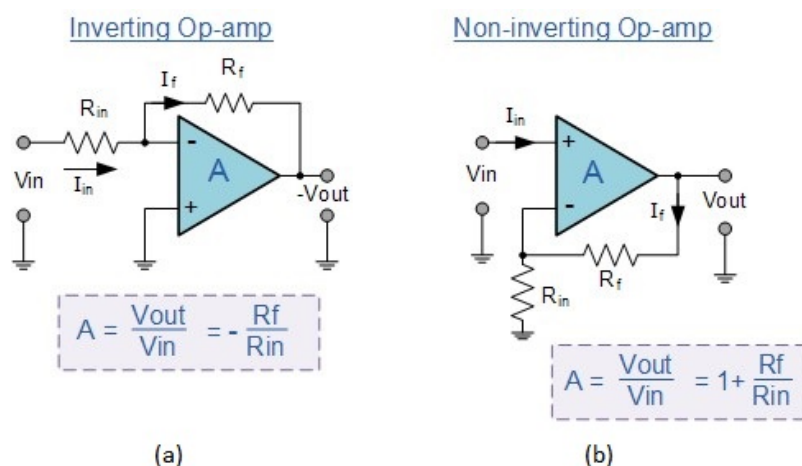 Inverting Op-amp
Rin
If
Rf
Vin
Iin
-
+
A
-Vout
A = Vout/Vin = - Rf/Rin
(a)
Non-inverting Op-amp
Iin
Vin
+
-
A
If
Vout
Rf
Rin
A = Vout/Vin = 1+ Rf/Rin
(b)